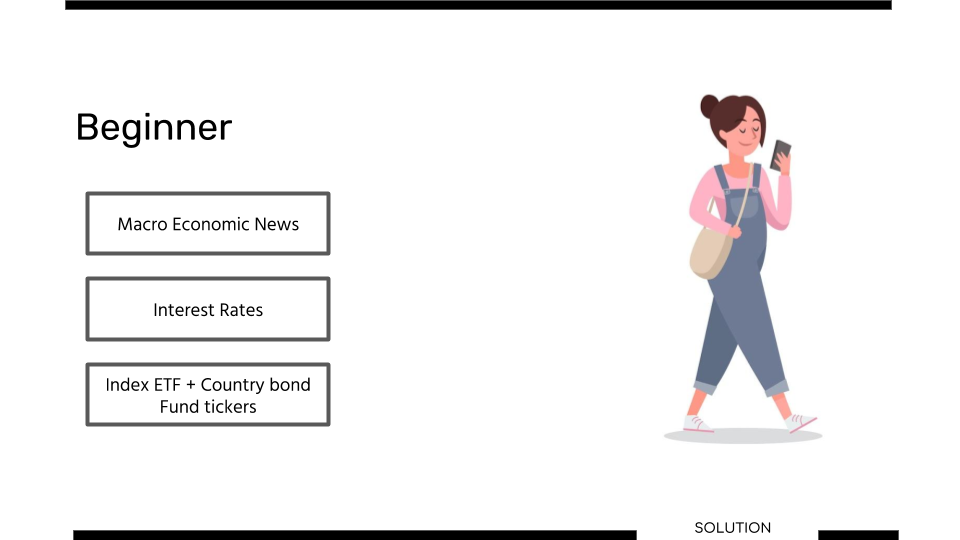 Beginner
Macro Economic News
Interest Rates
Index ETF + Country bond
Fund tickers
SOLUTION